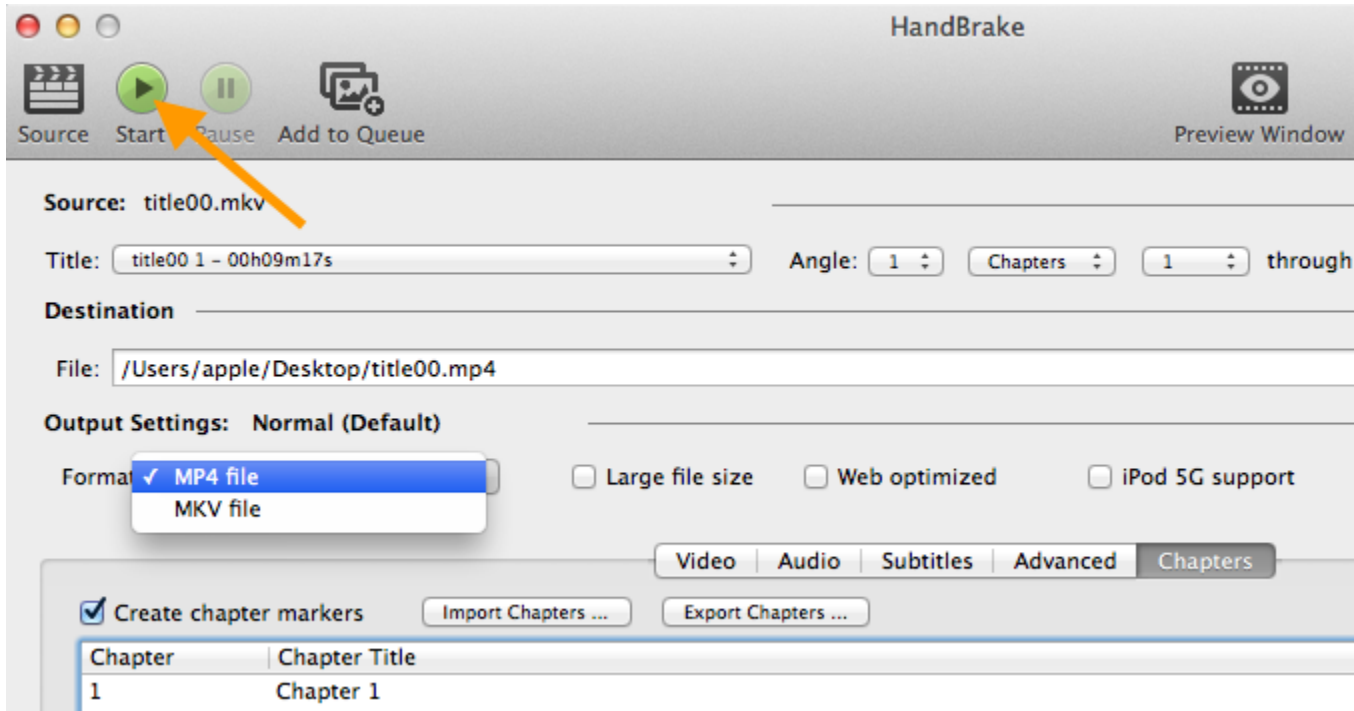 HandBrake
Source Start Pause Add to Queue Preview Window
Source: title00.mkv
Title: title00 1 - 00h09m17s Angle: 1 Chapters 1 through
Destination
File: /Users/apple/Desktop/title00.mp4
Output Settings: Normal (Default)
Format ✓ MP4 file Large file size Web optimized iPod 5G support
MKV file
Video Audio Subtitles Advanced Chapters
Create chapter markers Import Chapters ... Export Chapters ...
Chapter Chapter Title
1 Chapter 1